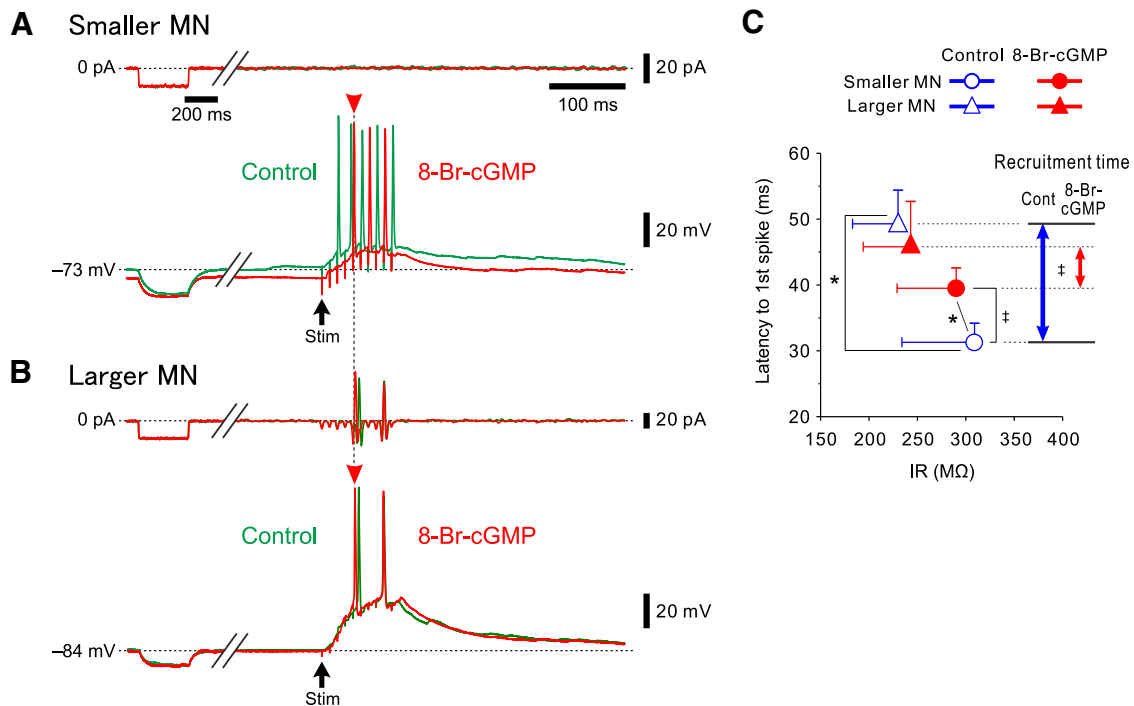 A Smaller MN
0 pA
20 pA
200 ms
100 ms
Control 8-Br-cGMP
20 mV
–73 mV
Stim
B Larger MN
0 pA
20 pA
Control 8-Br-cGMP
20 mV
–84 mV
Stim
C
Control 8-Br-cGMP
Smaller MN
Larger MN
Recruitment time
Cont 8-Br-
cGMP
Latency to 1st spike (ms)
60
50
40
30
20
* * ‡ ‡
150 200 250 300 350 400
IR (MΩ)